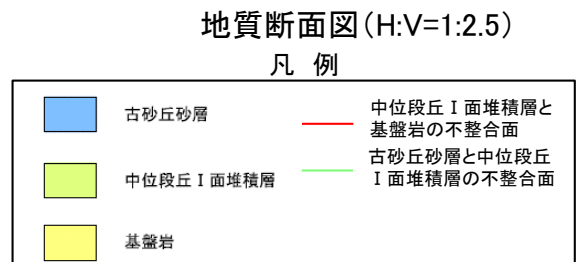 地質断面図(H:V=1:2.5)
凡 例
古砂丘砂層
中位段丘Ⅰ面堆積層
基盤岩
中位段丘Ⅰ面堆積層と
基盤岩の不整合面
古砂丘砂層と中位段丘
Ⅰ面堆積層の不整合面